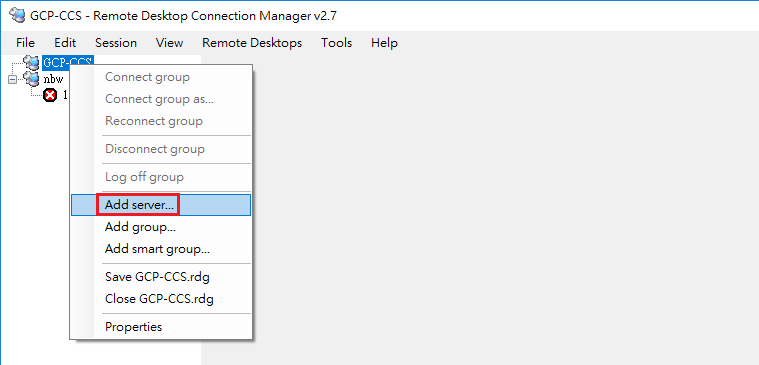 GCP-CCS - Remote Desktop Connection Manager v2.7
File Edit Session View Remote Desktops Tools Help
GCP-CCS
nbw
1
Connect group
Connect group as...
Reconnect group
Disconnect group
Log off group
Add server...
Add group...
Add smart group...
Save GCP-CCS.rdg
Close GCP-CCS.rdg
Properties